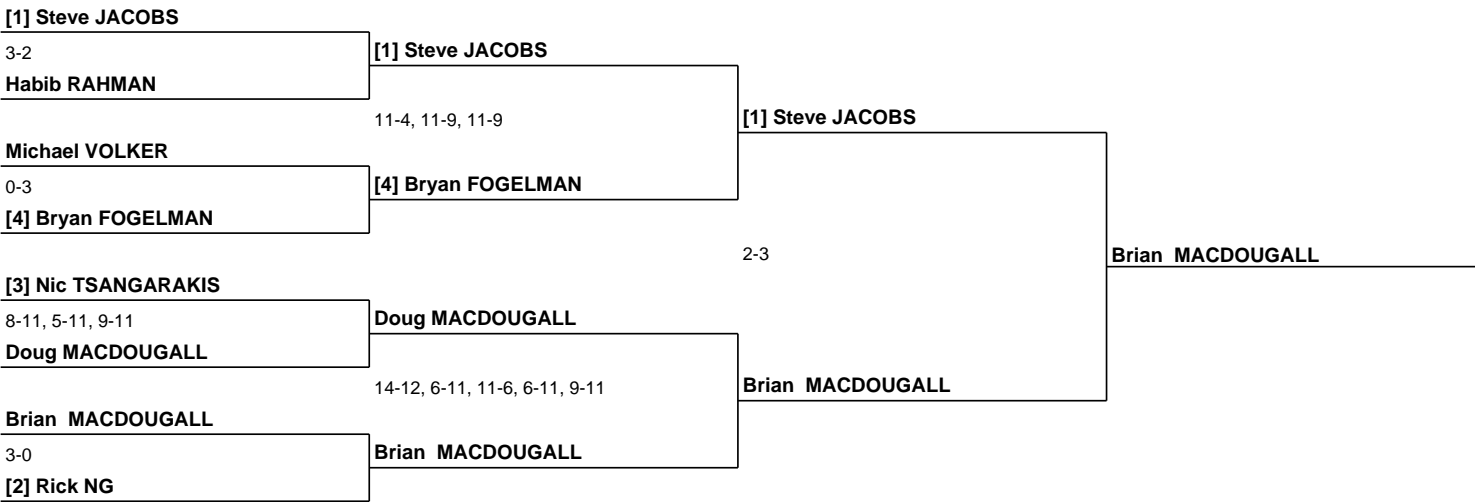 [1] Steve JACOBS
3-2
Habib RAHMAN
Michael VOLKER
0-3
[4] Bryan FOGELMAN
[3] Nic TSANGARAKIS
8-11, 5-11, 9-11
Doug MACDOUGALL
Brian MACDOUGALL
3-0
[2] Rick NG
[1] Steve JACOBS
11-4, 11-9, 11-9
[4] Bryan FOGELMAN
Doug MACDOUGALL
14-12, 6-11, 11-6, 6-11, 9-11
Brian MACDOUGALL
[1] Steve JACOBS
2-3
Brian MACDOUGALL
Brian MACDOUGALL